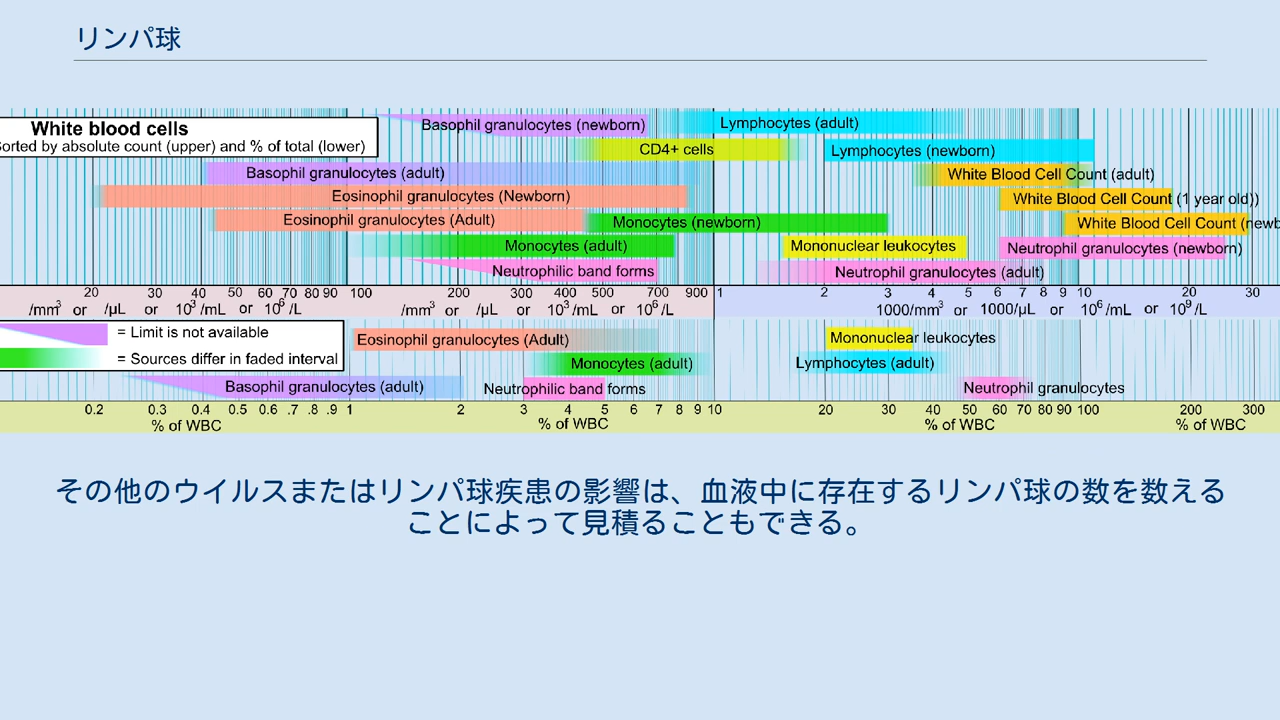 リンパ球
White blood cells
Sorted by absolute count (upper) and % of total (lower)
Basophil granulocytes (newborn)
Lymphocytes (adult)
CD4+ cells
Lymphocytes (newborn)
Basophil granulocytes (adult)
White Blood Cell Count (adult)
Eosinophil granulocytes (Newborn)
White Blood Cell Count (1 year old))
Eosinophil granulocytes (Adult)
Monocytes (newborn)
White Blood Cell Count (newb
Monocytes (adult)
Mononuclear leukocytes
Neutrophil granulocytes (newborn)
Neutrophilic band forms
Neutrophil granulocytes (adult)
20 30 40 50 60 70 80 90 100 200 300 400 500 700 900 1 2 3 4 5 6 7 8 9 10 20 30
/mm³ or /µL or 10³/mL or 10⁶/L /mm³ or /µL or 10³/mL or 10⁶/L 1000/mm³ or 1000/µL or 10⁶/mL or 10⁹/L
= Limit is not available
= Sources differ in faded interval
Eosinophil granulocytes (Adult)
Mononuclear leukocytes
Monocytes (adult)
Lymphocytes (adult)
Basophil granulocytes (adult)
Neutrophilic band forms
Neutrophil granulocytes
0.2 0.3 0.4 0.5 0.6 .7 .8 .9 1 2 3 4 5 6 7 8 9 10 20 30 40 50 60 70 80 90 100 200 300
% of WBC % of WBC % of WBC % of WBC
その他のウイルスまたはリンパ球疾患の影響は、血液中に存在するリンパ球の数を数える
ことによって見積ることもできる。